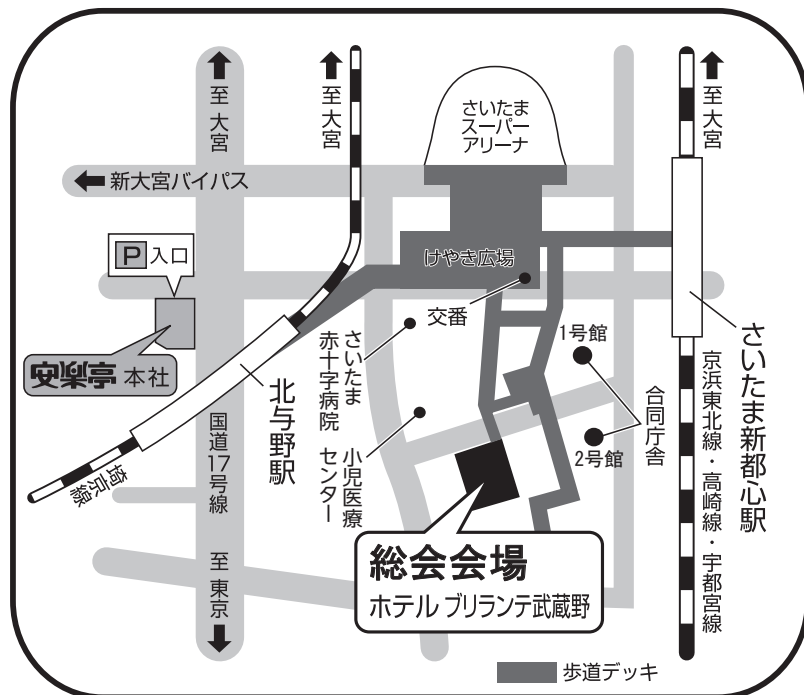 至 大宮
至 大宮
さいたま
スーパー
アリーナ
至 大宮
新大宮バイパス
P 入口
けやき広場
交番
安楽亭 本社
さいたま
赤十字病院
1号館
さいたま新都心駅
北与野駅
合同庁舎
京浜東北線・高崎線・宇都宮線
国道17号線
小児医療
センター
2号館
埼京線
総会会場
ホテル ブリランテ武蔵野
至 東京
歩道デッキ